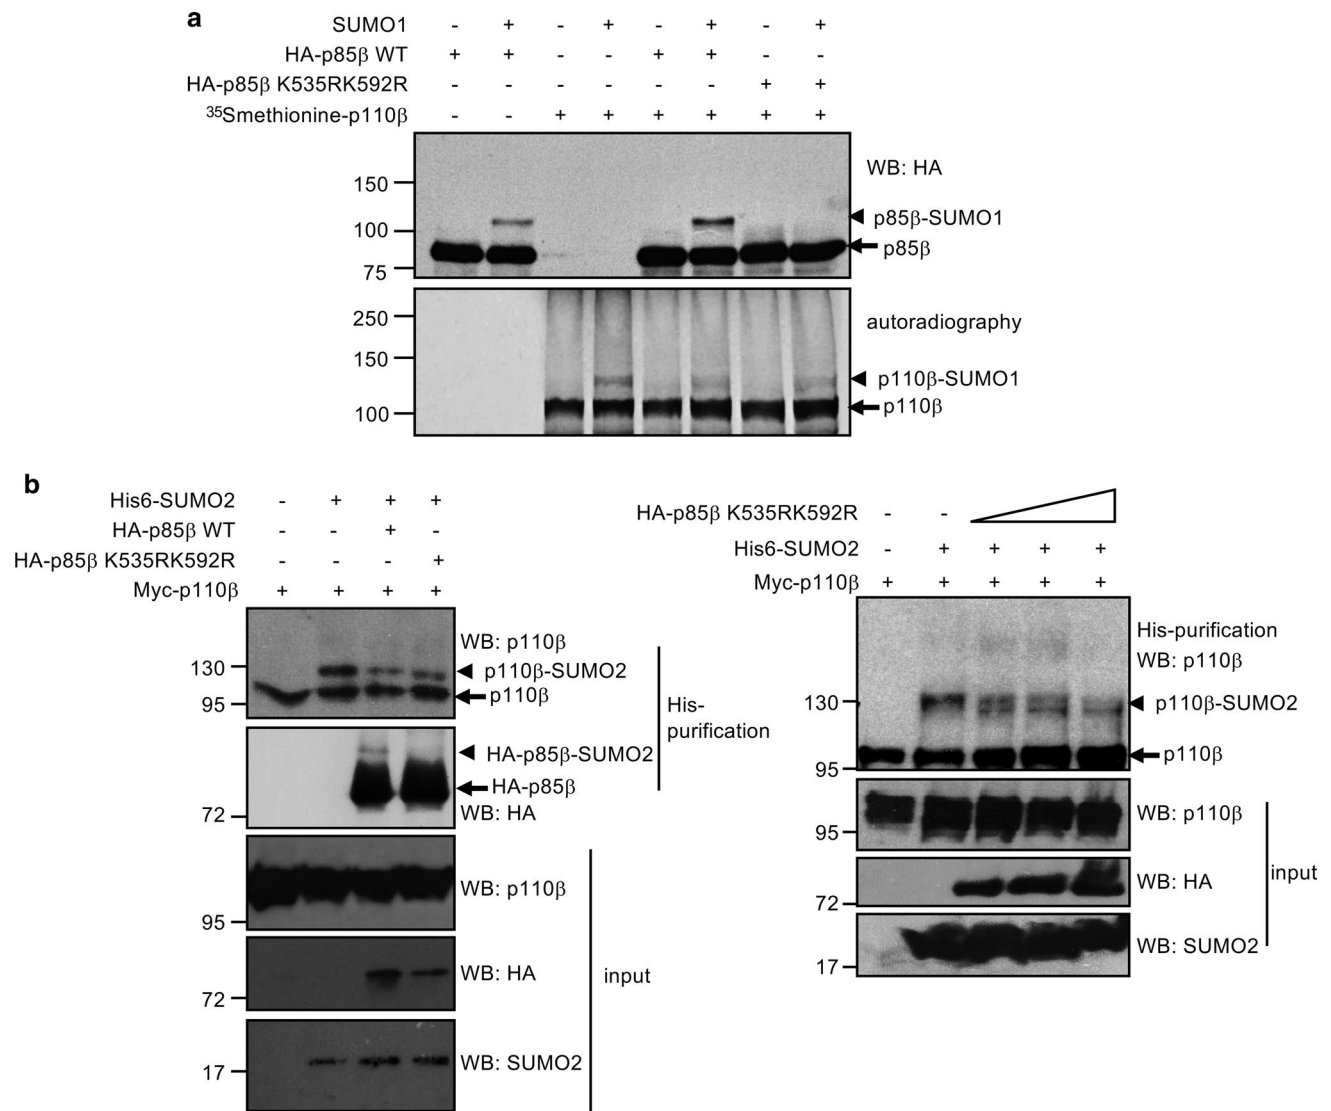 a
SUMO1 - + - + - + - +
HA-p85β WT + + - - + + - -
HA-p85β K535RK592R - - - - - - + +
³⁵Smethionine-p110β - - + + + + + +
WB: HA
150
p85β-SUMO1
100
p85β
75
250
autoradiography
150
p110β-SUMO1
p110β
100
b
His6-SUMO2 - + + +
HA-p85β WT - - + -
HA-p85β K535RK592R - - - +
Myc-p110β + + + +
WB: p110β
130
p110β-SUMO2
p110β
95
His-
purification
HA-p85β-SUMO2
HA-p85β
72
WB: HA
WB: p110β
95
WB: HA
72
input
WB: SUMO2
17
HA-p85β K535RK592R - -
His6-SUMO2 - + + + +
Myc-p110β + + + + +
His-purification
WB: p110β
130
p110β-SUMO2
p110β
95
WB: p110β
95
WB: HA
72
input
WB: SUMO2
17